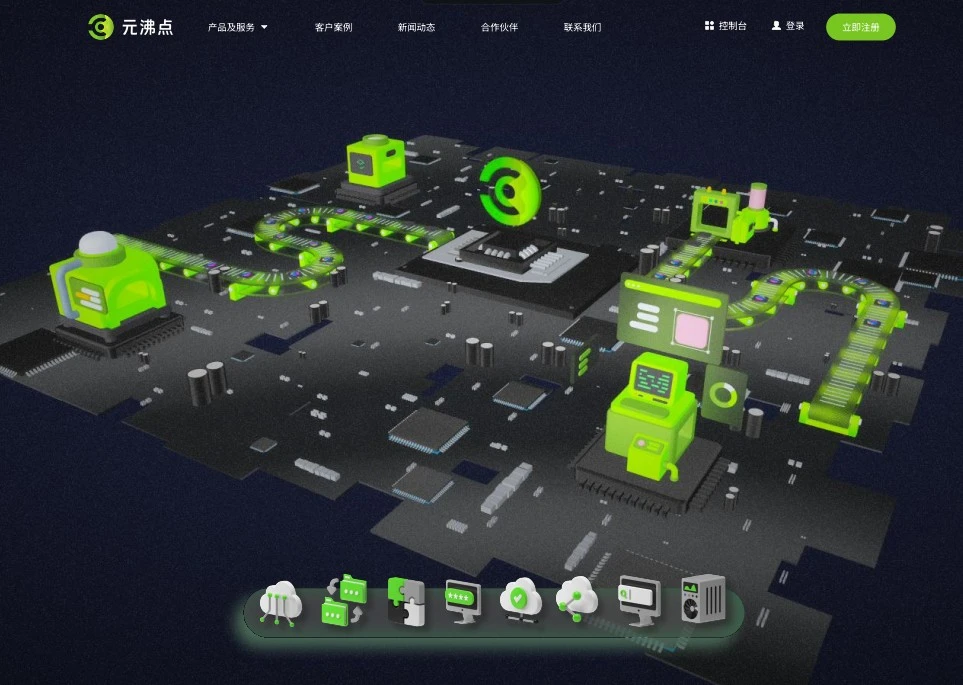 元沸点
产品及服务
客户案例
新闻动态
合作伙伴
联系我们
控制台
登录
立即注册